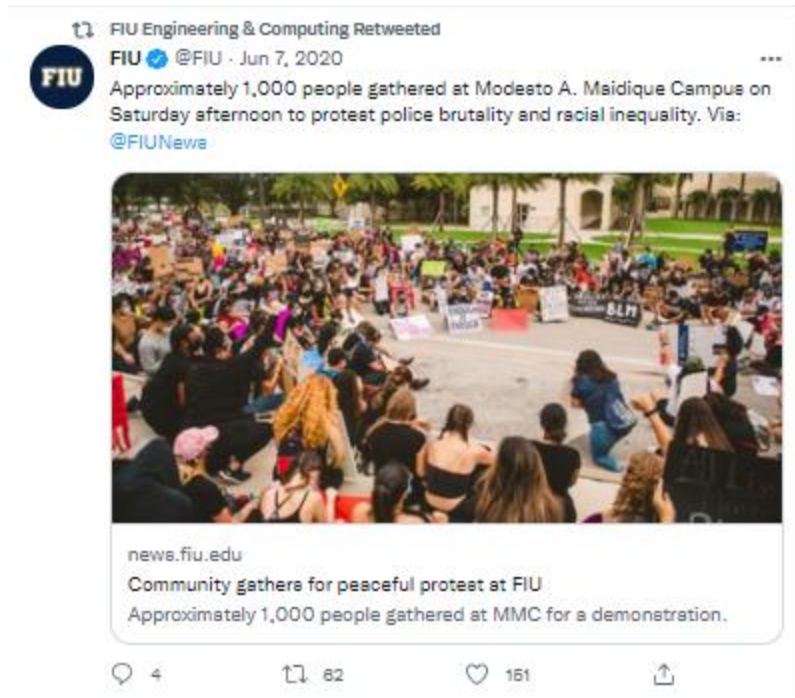 FIU Engineering & Computing Retweeted
FIU @FIU · Jun 7, 2020
FIU
Approximately 1,000 people gathered at Modesto A. Maidique Campus on
Saturday afternoon to protest police brutality and racial inequality. Via:
@FIUNews
BLM
news.fiu.edu
Community gathers for peaceful protest at FIU
Approximately 1,000 people gathered at MMC for a demonstration.
4
62
151